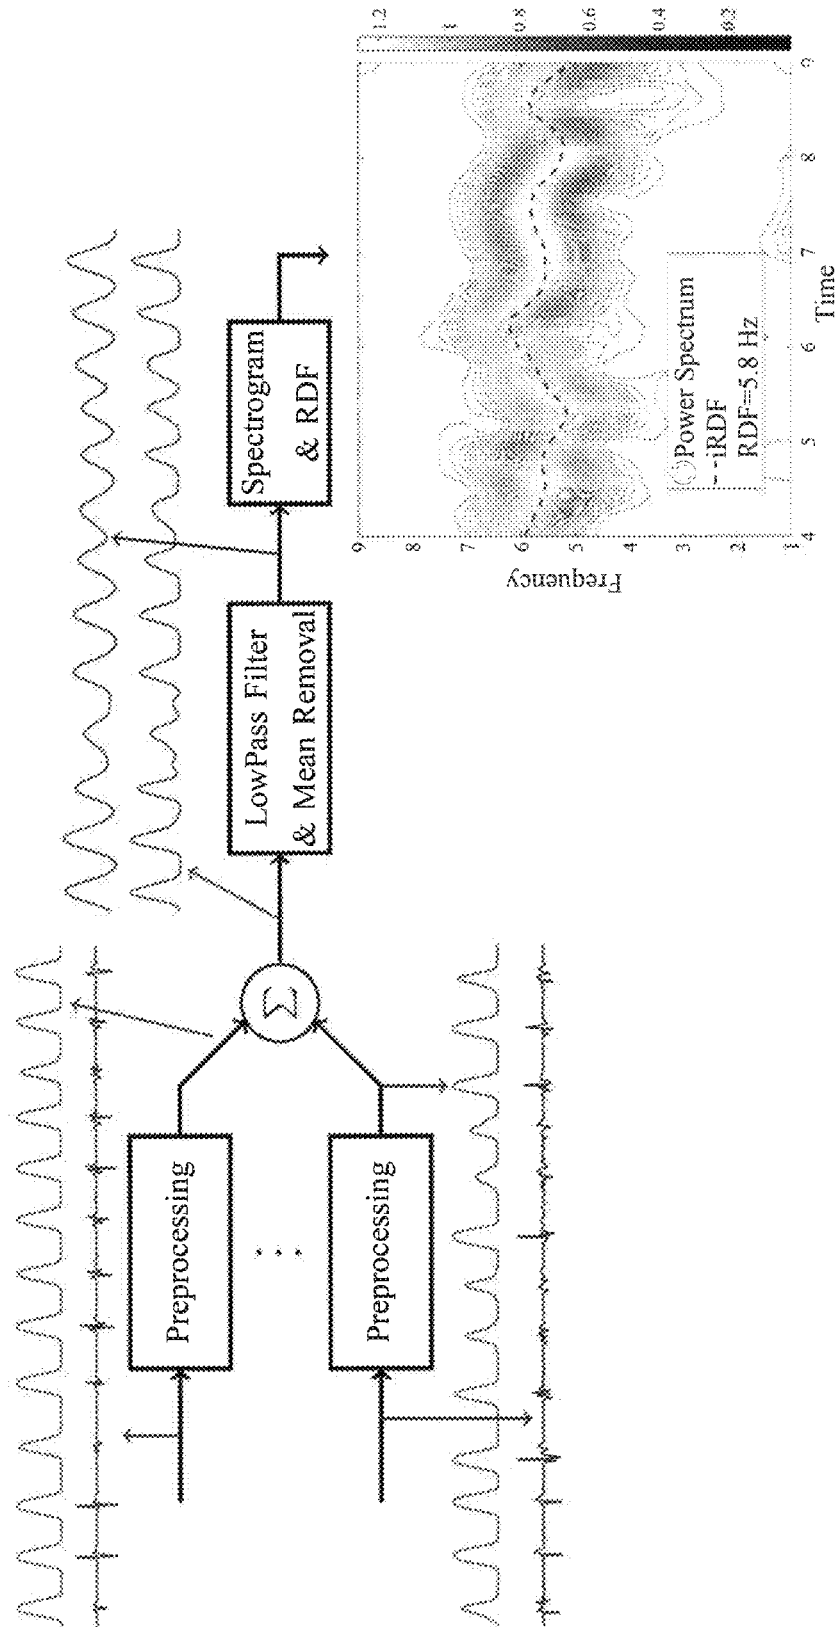 Preprocessing
...
Preprocessing
Σ
LowPass Filter
& Mean Removal
Spectrogram
& RDF
Frequency
9
8
7
6
5
4
3
2
1
Power Spectrum
--iRDF
RDF=5.8 Hz
4
5
6
7
8
9
Time
1.2
1
0.8
0.6
0.4
0.2